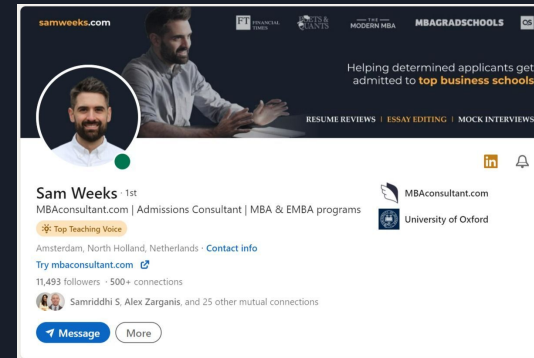 samweeks.com
FT FINANCIAL TIMES
POETS & QUANTS
THE MODERN MBA
MBAGRADSCHOOLS
Helping determined applicants get
admitted to top business schools
RESUME REVIEWS | ESSAY EDITING | MOCK INTERVIEWS
in
Sam Weeks · 1st
MBAconsultant.com | Admissions Consultant | MBA & EMBA programs
Top Teaching Voice
Amsterdam, North Holland, Netherlands · Contact info
Try mbaconsultant.com
11,493 followers · 500+ connections
Samriddhi S, Alex Zarganis, and 25 other mutual connections
Message
More
MBAconsultant.com
University of Oxford